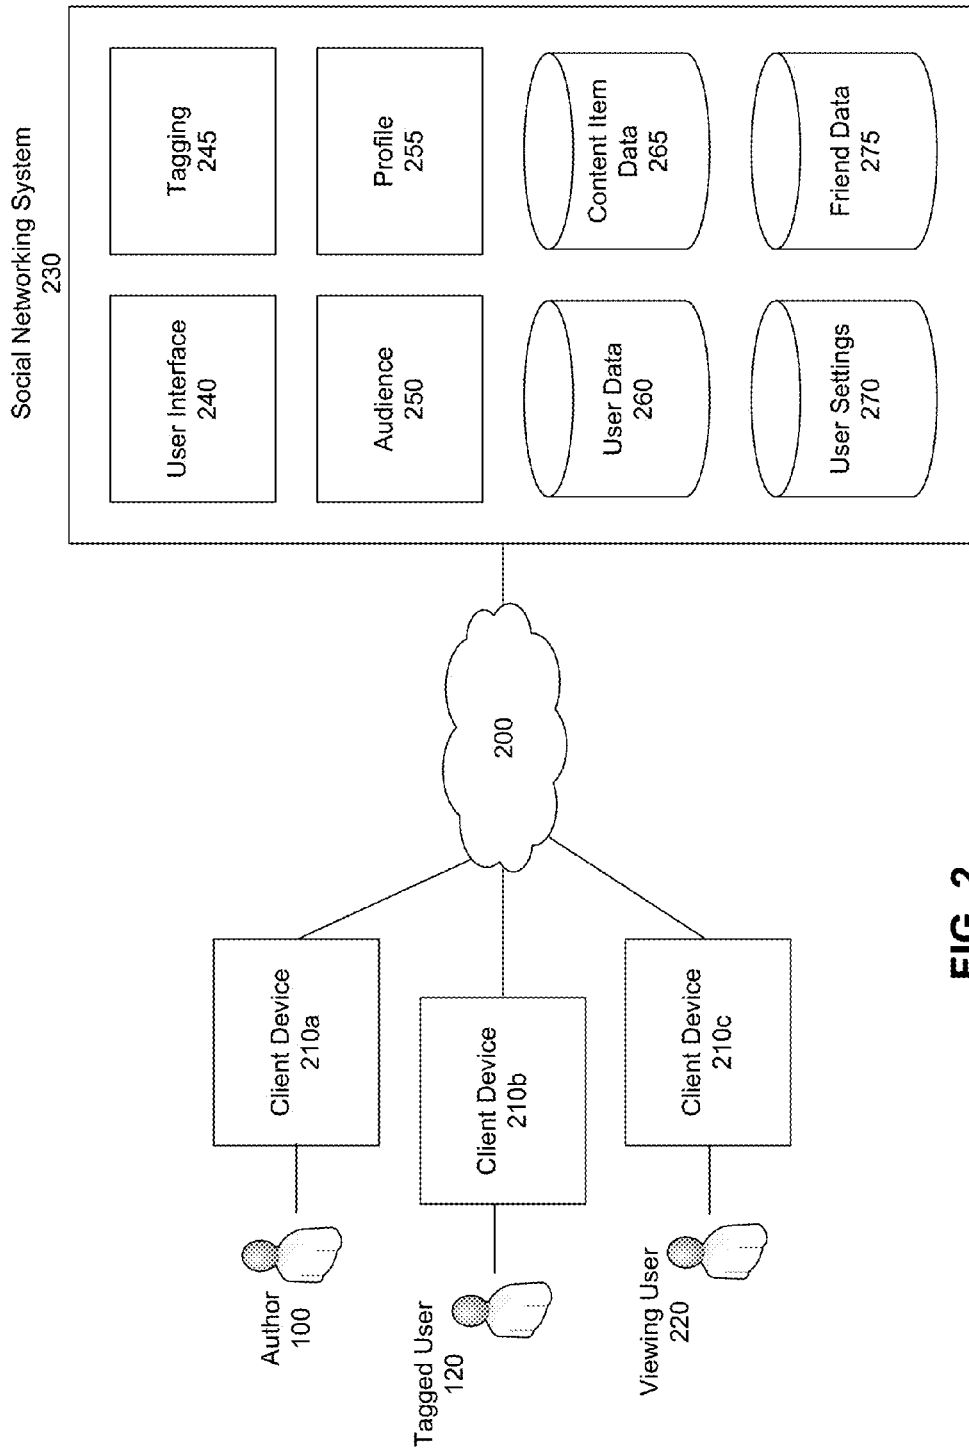 Social Networking System
230
User Interface
240
Tagging
245
Audience
250
Profile
255
User Data
260
Content Item
Data
265
User Settings
270
Friend Data
275
200
Client Device
210a
Client Device
210b
Client Device
210c
Author
100
Tagged User
120
Viewing User
220
FIG. 2